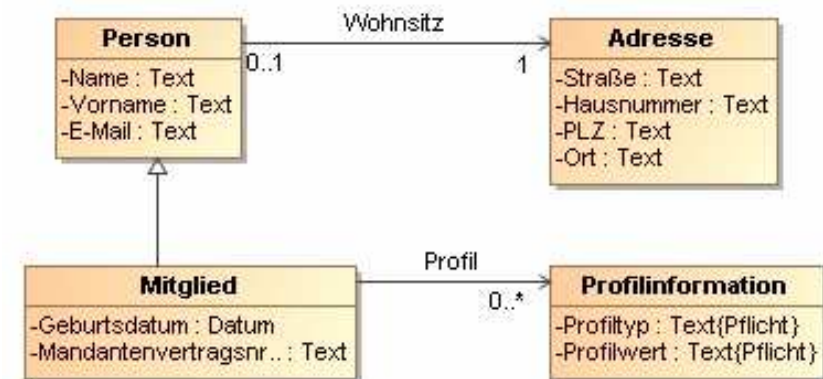 Wohnsitz
Person
Adresse
0..1
1
-Name : Text
-Vorname : Text
-E-Mail : Text
-Straße : Text
-Hausnummer : Text
-PLZ : Text
-Ort : Text
Profil
Mitglied
Profilinformation
0..*
-Geburtsdatum : Datum
-Mandantenvertragsnr.. : Text
-Profiltyp : Text{Pflicht}
-Profilwert : Text{Pflicht}